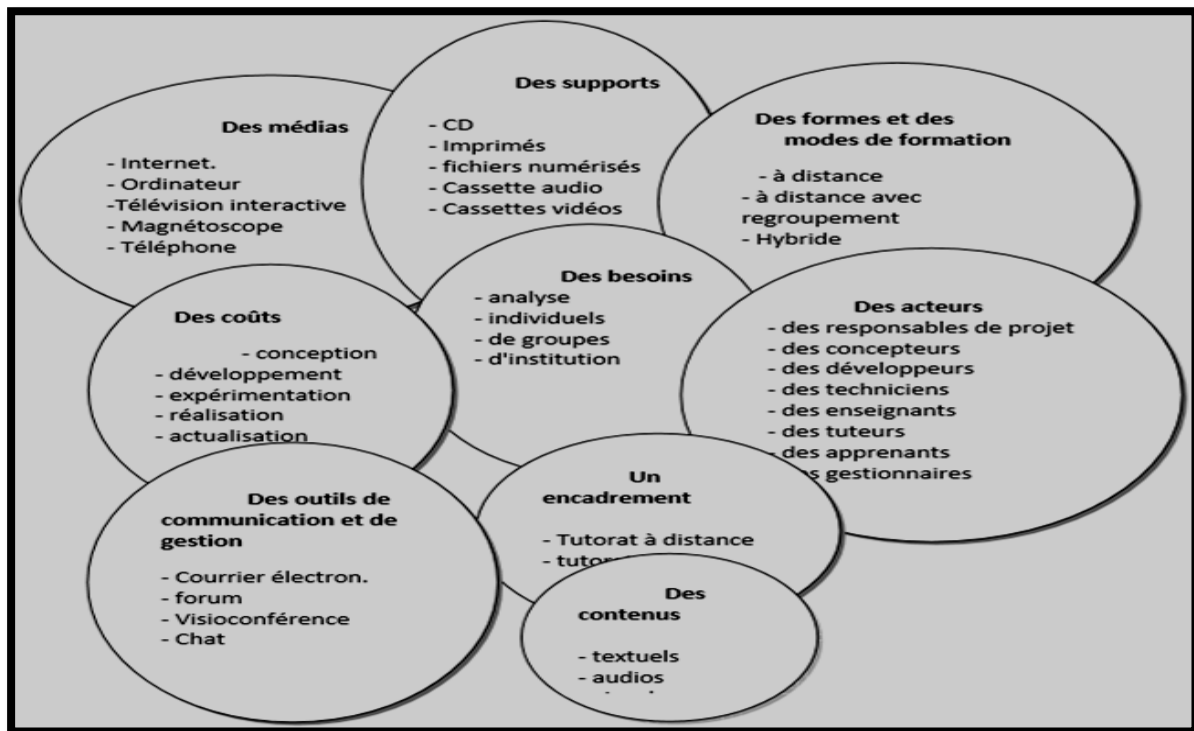 Des médias
- Internet.
- Ordinateur
-Télévision interactive
- Magnétoscope
- Téléphone
Des supports
- CD
- Imprimés
- fichiers numérisés
- Cassette audio
- Cassettes vidéos
Des formes et des
modes de formation
- à distance
- à distance avec
regroupement
- Hybride
Des coûts
- conception
- développement
- expérimentation
- réalisation
- actualisation
Des besoins
- analyse
- individuels
- de groupes
- d'institution
Des acteurs
- des responsables de projet
- des concepteurs
- des développeurs
- des techniciens
- des enseignants
- des tuteurs
- des apprenants
gestionnaires
Des outils de
communication et de
gestion
- Courrier électron.
- forum
- Visioconférence
- Chat
Un
encadrement
- Tutorat à distance
Des
contenus
- textuels
- audios